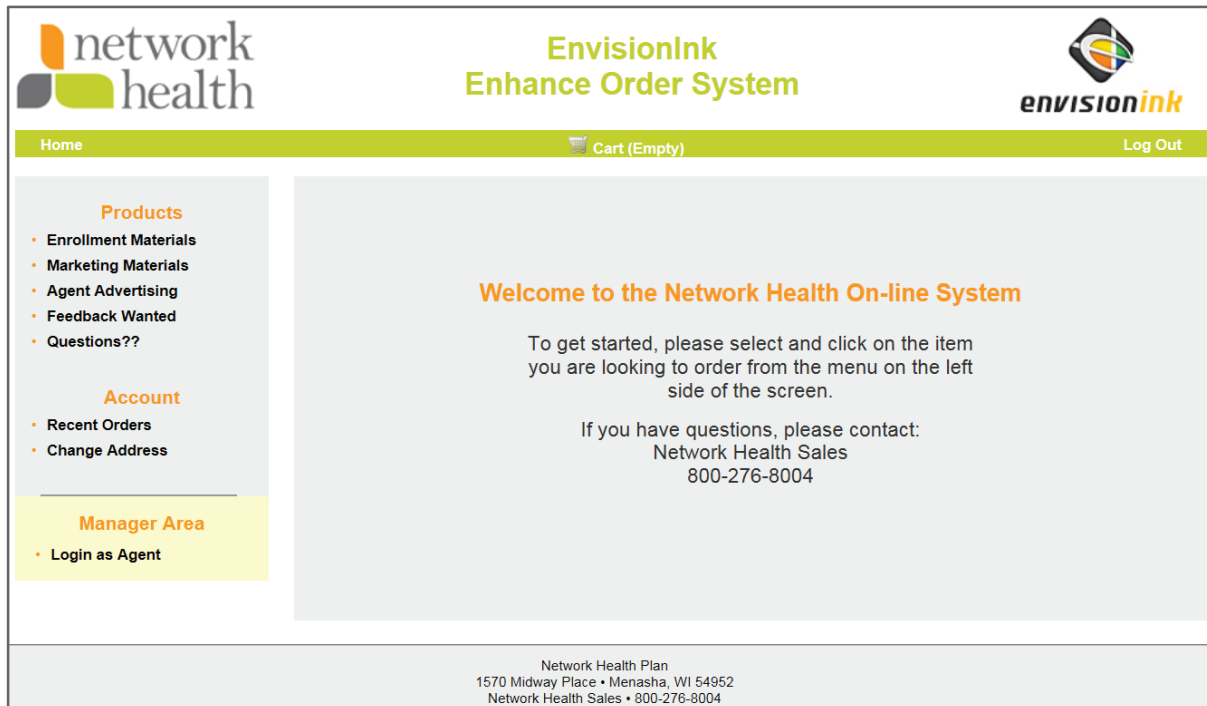 network
health
EnvisionInk
Enhance Order System
envisionink
Home
Cart (Empty)
Log Out
Products
• Enrollment Materials
• Marketing Materials
• Agent Advertising
• Feedback Wanted
• Questions??
Account
• Recent Orders
• Change Address
Manager Area
• Login as Agent
Welcome to the Network Health On-line System
To get started, please select and click on the item
you are looking to order from the menu on the left
side of the screen.
If you have questions, please contact:
Network Health Sales
800-276-8004
Network Health Plan
1570 Midway Place • Menasha, WI 54952
Network Health Sales • 800-276-8004